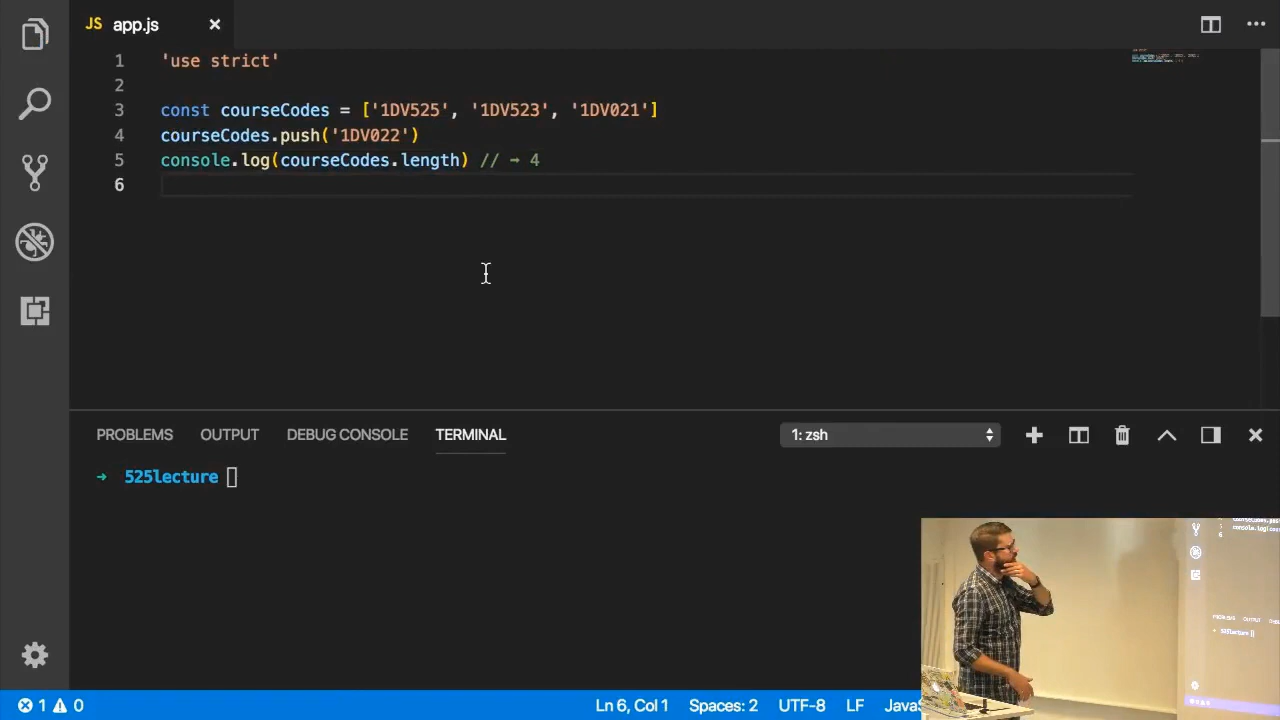 JS app.js
1 'use strict'
2
3 const courseCodes = ['1DV525', '1DV523', '1DV021']
4 courseCodes.push('1DV022')
5 console.log(courseCodes.length) // → 4
6
PROBLEMS OUTPUT DEBUG CONSOLE TERMINAL 1: zsh
→ 525lecture
1 0 Ln 6, Col 1 Spaces: 2 UTF-8 LF JavaS